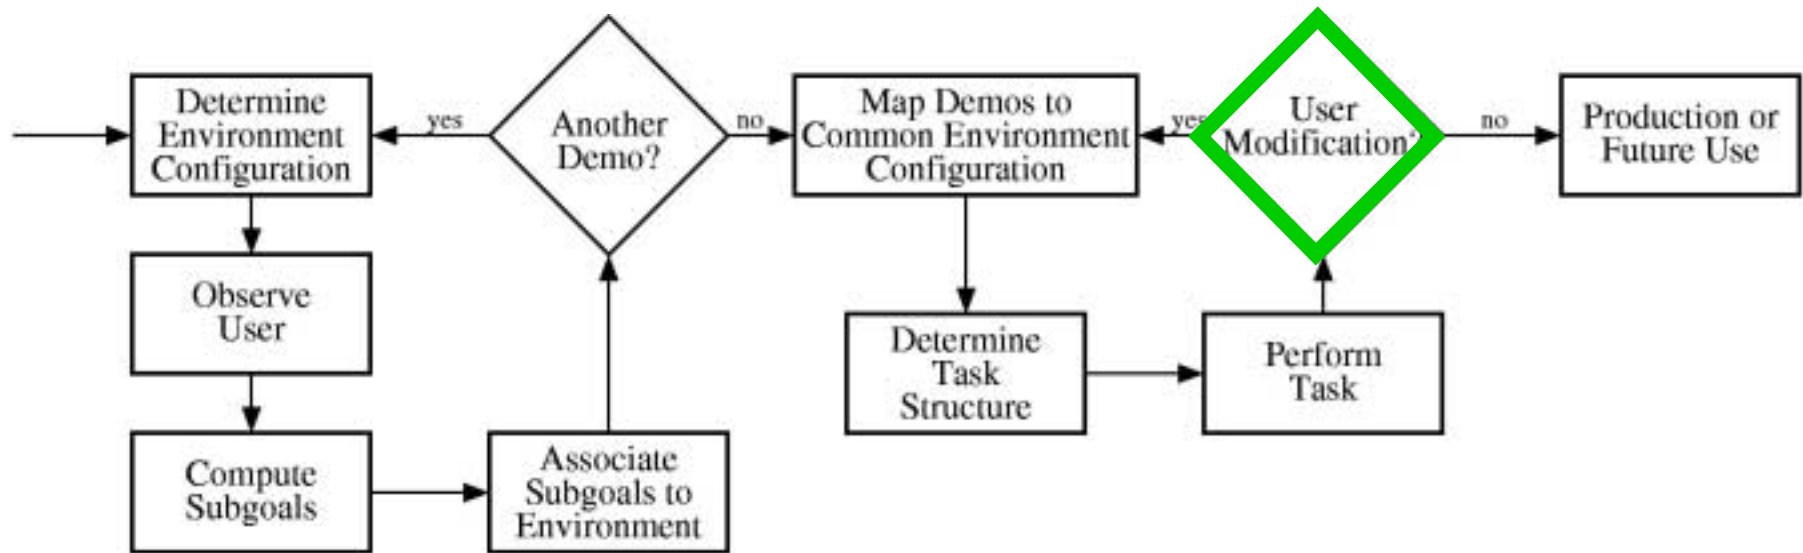 Determine
Environment
Configuration
yes
Another
Demo?
no
Map Demos to
Common Environment
Configuration
yes
User
Modification?
no
Production or
Future Use
Observe
User
Determine
Task
Structure
Perform
Task
Compute
Subgoals
Associate
Subgoals to
Environment